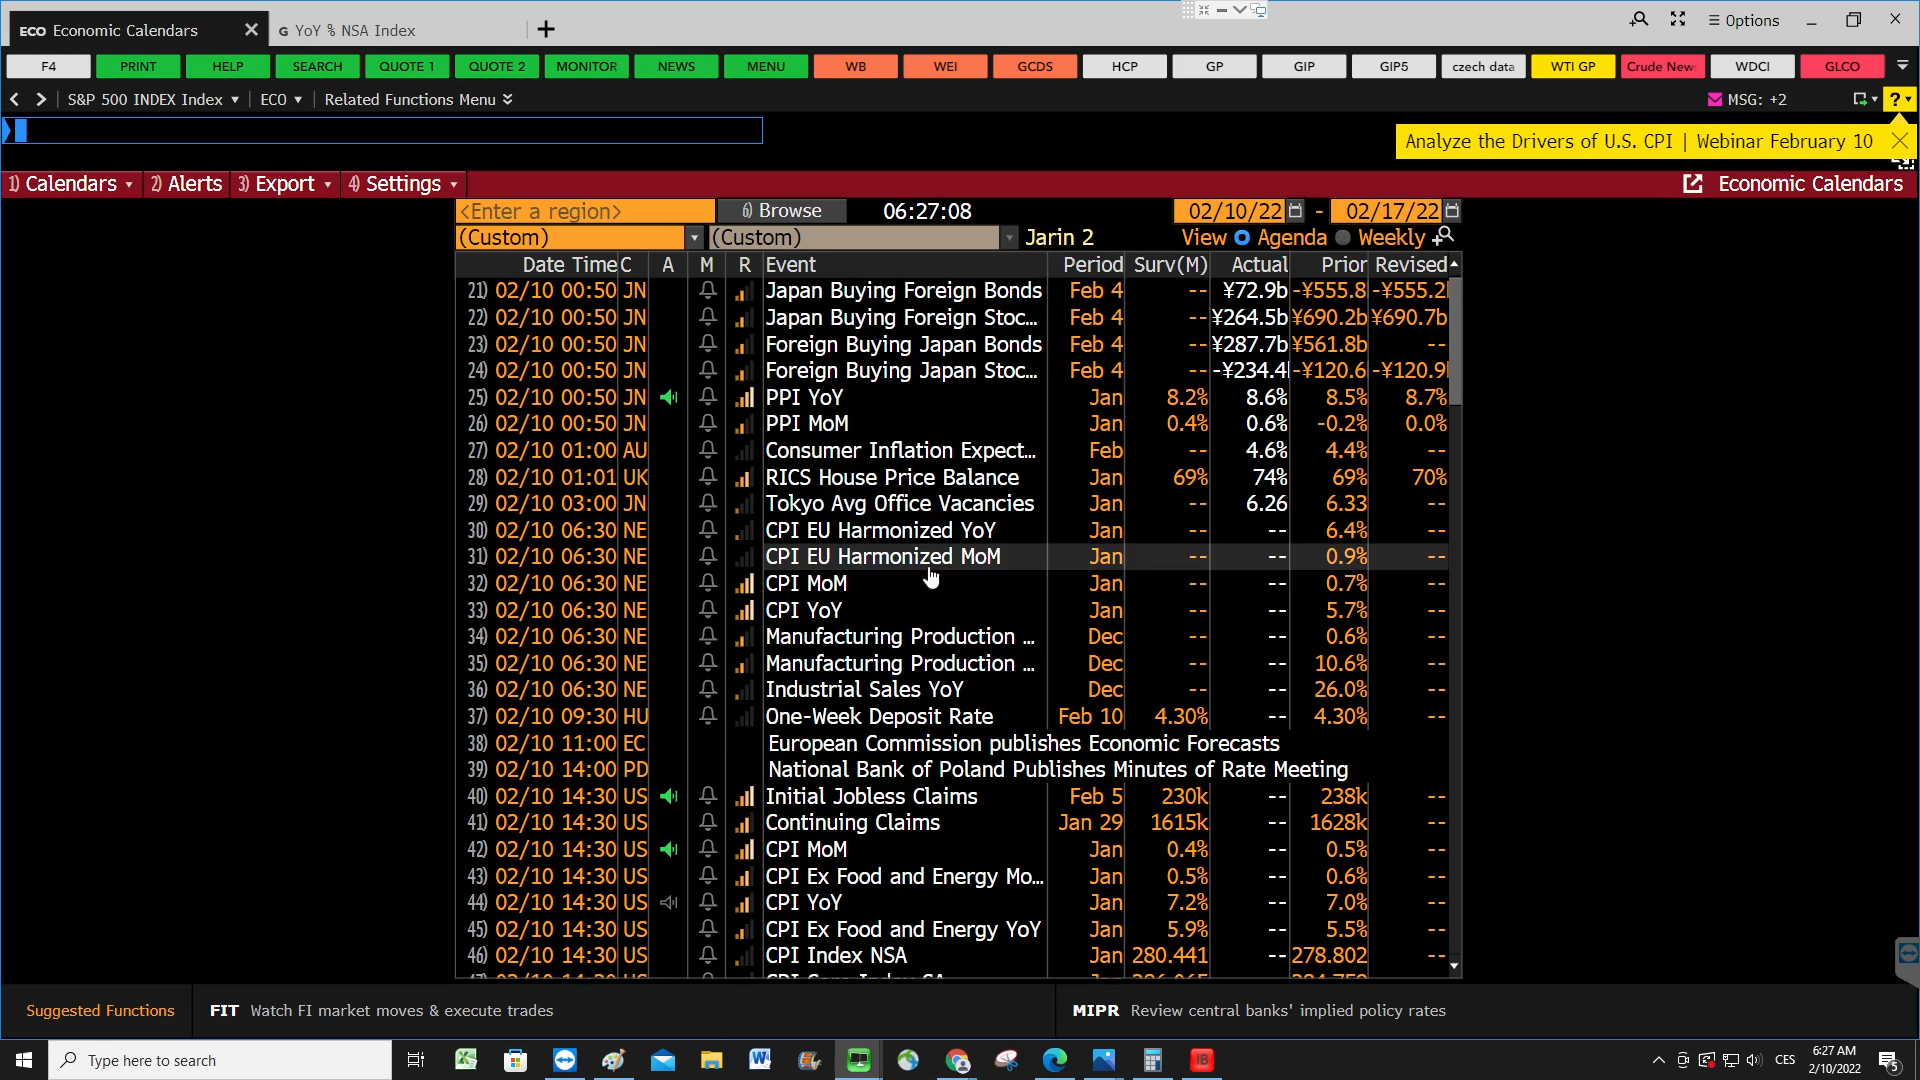 ECO Economic Calendars G YoY % NSA Index
Options
F4 PRINT HELP SEARCH QUOTE 1 QUOTE 2 MONITOR NEWS MENU WB WEI GCDS HCP GP GIP GIP5 czech data WTI GP Crude New WDCI GLCO
S&P 500 INDEX Index ECO Related Functions Menu MSG: +2 ?
Analyze the Drivers of U.S. CPI | Webinar February 10
1) Calendars 2) Alerts 3) Export 4) Settings Economic Calendars
<Enter a region> 6) Browse 06:27:08 02/10/22 - 02/17/22
(Custom) (Custom) Jarin 2 View Agenda Weekly
Date Time C A M R Event Period Surv(M) Actual Prior Revised
21) 02/10 00:50 JN Japan Buying Foreign Bonds Feb 4 -- ¥72.9b -¥555.8 -¥555.2
22) 02/10 00:50 JN Japan Buying Foreign Stoc... Feb 4 -- ¥264.5b ¥690.2b ¥690.7b
23) 02/10 00:50 JN Foreign Buying Japan Bonds Feb 4 -- ¥287.7b ¥561.8b --
24) 02/10 00:50 JN Foreign Buying Japan Stoc... Feb 4 -- -¥234.4 -¥120.6 -¥120.9
25) 02/10 00:50 JN PPI YoY Jan 8.2% 8.6% 8.5% 8.7%
26) 02/10 00:50 JN PPI MoM Jan 0.4% 0.6% -0.2% 0.0%
27) 02/10 01:00 AU Consumer Inflation Expect... Feb -- 4.6% 4.4% --
28) 02/10 01:01 UK RICS House Price Balance Jan 69% 74% 69% 70%
29) 02/10 03:00 JN Tokyo Avg Office Vacancies Jan -- 6.26 6.33 --
30) 02/10 06:30 NE CPI EU Harmonized YoY Jan -- -- 6.4% --
31) 02/10 06:30 NE CPI EU Harmonized MoM Jan -- -- 0.9% --
32) 02/10 06:30 NE CPI MoM Jan -- -- 0.7% --
33) 02/10 06:30 NE CPI YoY Jan -- -- 5.7% --
34) 02/10 06:30 NE Manufacturing Production ... Dec -- -- 0.6% --
35) 02/10 06:30 NE Manufacturing Production ... Dec -- -- 10.6% --
36) 02/10 06:30 NE Industrial Sales YoY Dec -- -- 26.0% --
37) 02/10 09:30 HU One-Week Deposit Rate Feb 10 4.30% -- 4.30% --
38) 02/10 11:00 EC European Commission publishes Economic Forecasts
39) 02/10 14:00 PD National Bank of Poland Publishes Minutes of Rate Meeting
40) 02/10 14:30 US Initial Jobless Claims Feb 5 230k -- 238k --
41) 02/10 14:30 US Continuing Claims Jan 29 1615k -- 1628k --
42) 02/10 14:30 US CPI MoM Jan 0.4% -- 0.5% --
43) 02/10 14:30 US CPI Ex Food and Energy Mo... Jan 0.5% -- 0.6% --
44) 02/10 14:30 US CPI YoY Jan 7.2% -- 7.0% --
45) 02/10 14:30 US CPI Ex Food and Energy YoY Jan 5.9% -- 5.5% --
46) 02/10 14:30 US CPI Index NSA Jan 280.441 -- 278.802 --
Suggested Functions FIT Watch FI market moves & execute trades MIPR Review central banks' implied policy rates
Type here to search CES 6:27 AM
2/10/2022 5